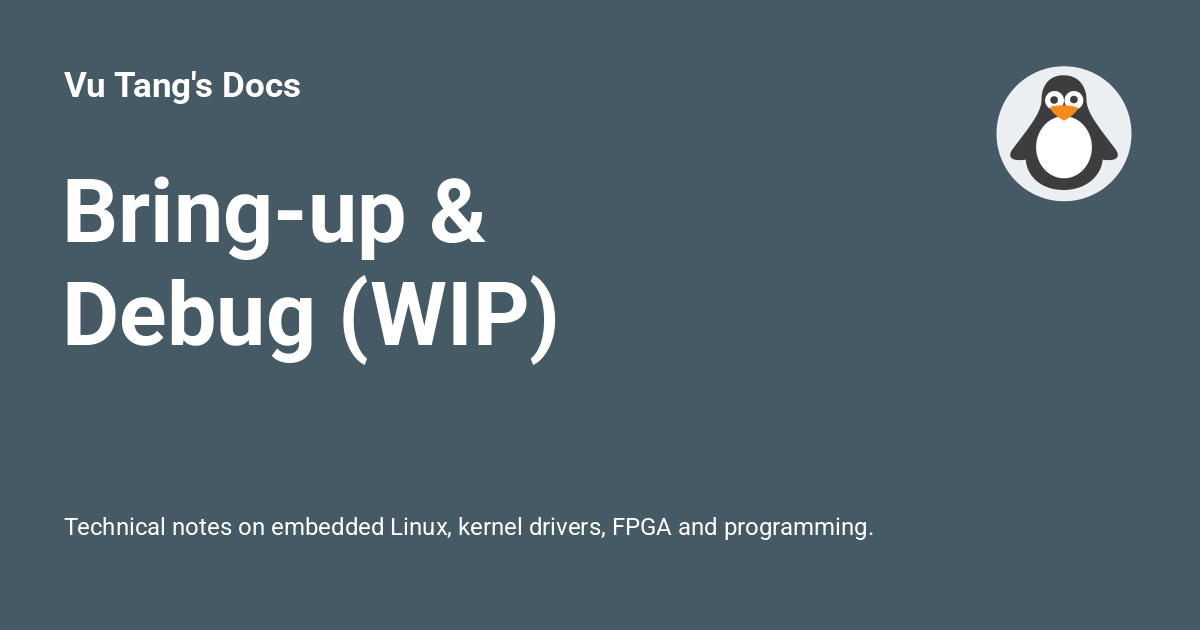 Vu Tang's Docs
Bring-up &
Debug (WIP)
Technical notes on embedded Linux, kernel drivers, FPGA and programming.